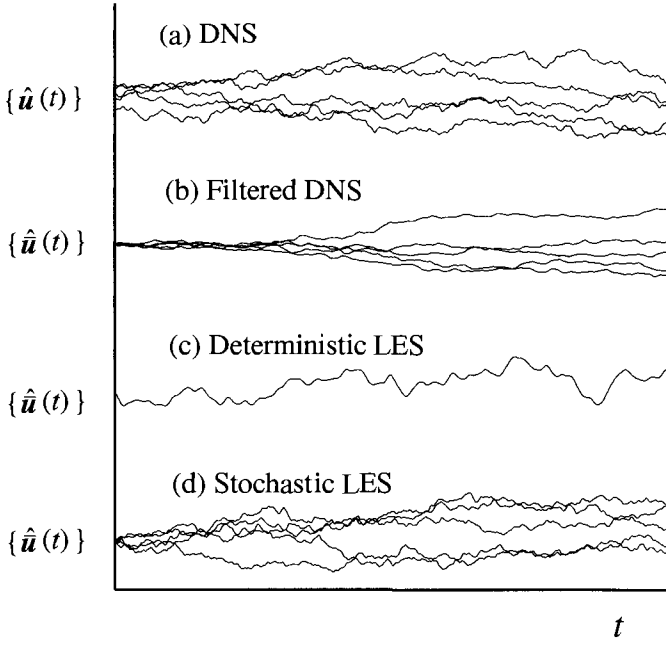 (a) DNS
{û(t)}
(b) Filtered DNS
{û̄(t)}
(c) Deterministic LES
{û̄(t)}
(d) Stochastic LES
{û̄(t)}
t